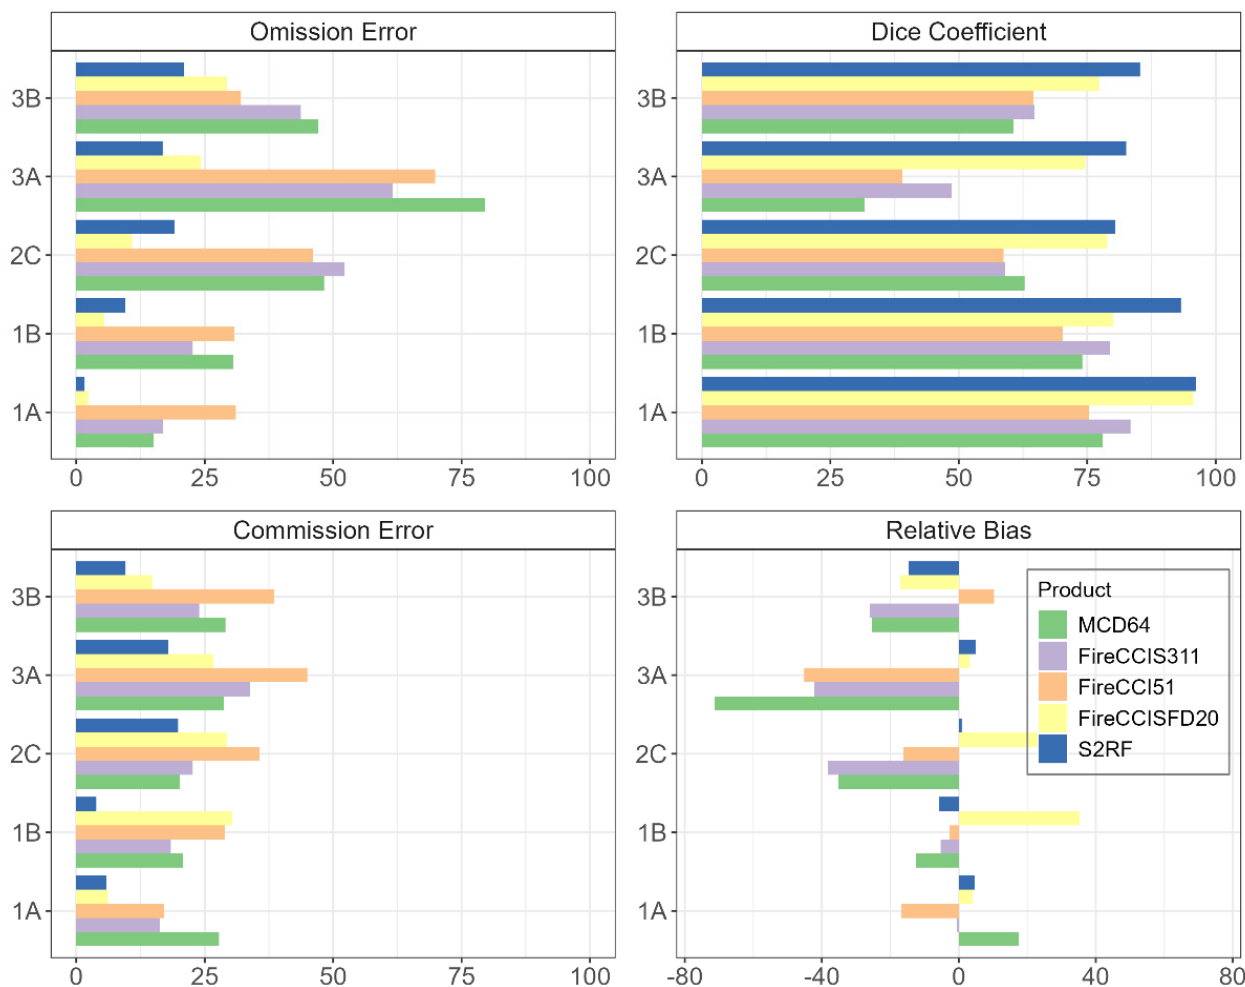 Omission Error
3B
3A
2C
1B
1A
0 25 50 75 100
Dice Coefficient
3B
3A
2C
1B
1A
0 25 50 75 100
Commission Error
3B
3A
2C
1B
1A
0 25 50 75 100
Relative Bias
3B
3A
2C
1B
1A
-80 -40 0 40 80
Product
MCD64
FireCCIS311
FireCCI51
FireCCISFD20
S2RF